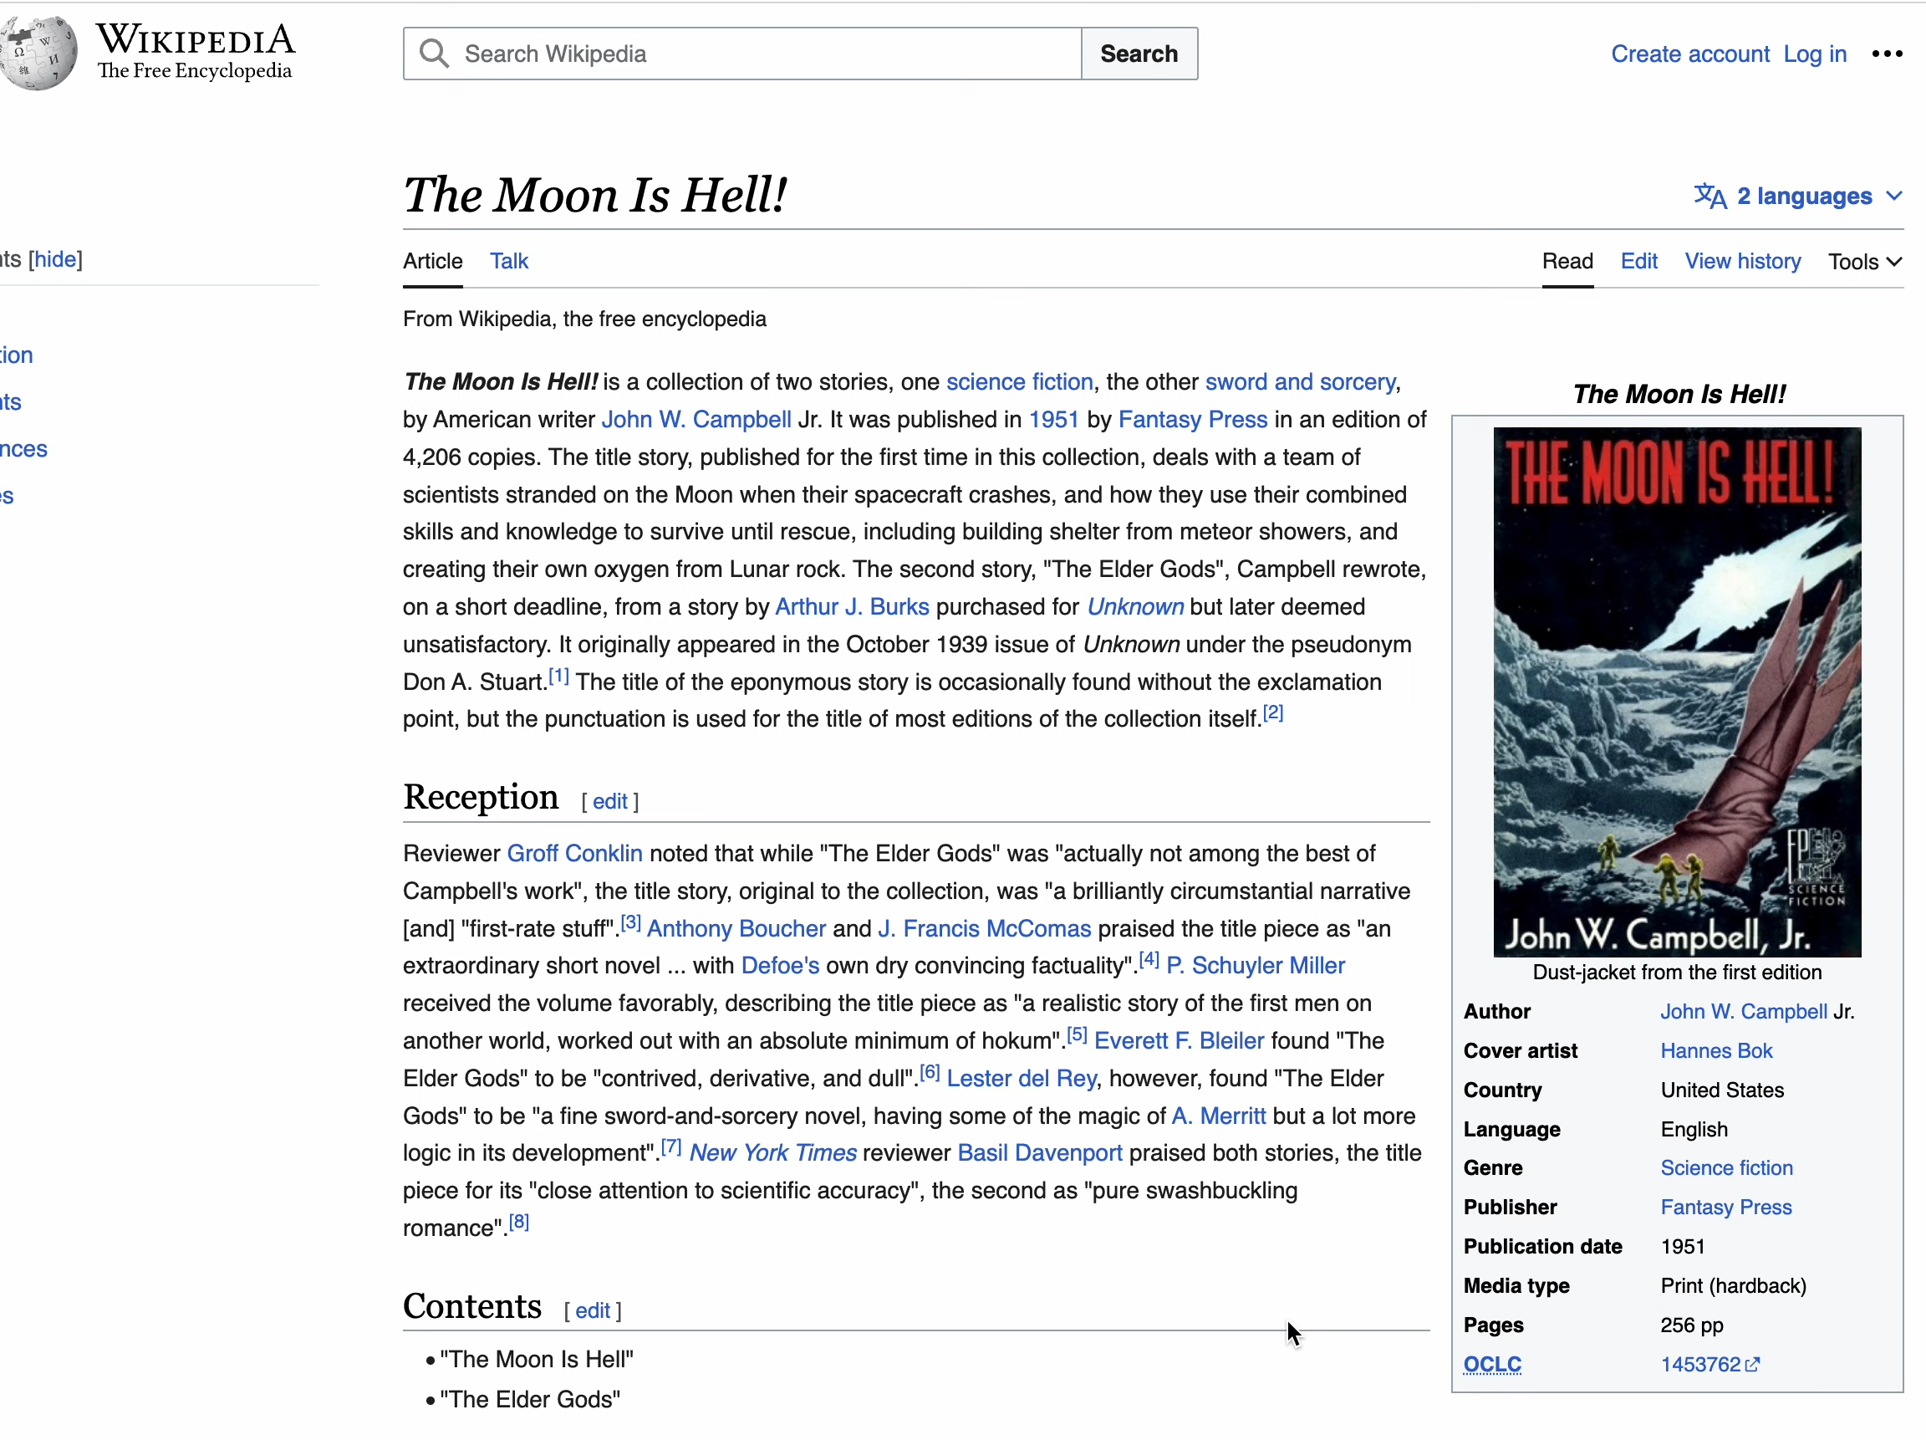 WIKIPEDIA
The Free Encyclopedia
Search Wikipedia
Search
Create account Log in
The Moon Is Hell!
2 languages
[hide]
Article Talk
Read Edit View history Tools
From Wikipedia, the free encyclopedia
The Moon Is Hell! is a collection of two stories, one science fiction, the other sword and sorcery,
by American writer John W. Campbell Jr. It was published in 1951 by Fantasy Press in an edition of
4,206 copies. The title story, published for the first time in this collection, deals with a team of
scientists stranded on the Moon when their spacecraft crashes, and how they use their combined
skills and knowledge to survive until rescue, including building shelter from meteor showers, and
creating their own oxygen from Lunar rock. The second story, "The Elder Gods", Campbell rewrote,
on a short deadline, from a story by Arthur J. Burks purchased for Unknown but later deemed
unsatisfactory. It originally appeared in the October 1939 issue of Unknown under the pseudonym
Don A. Stuart.[1] The title of the eponymous story is occasionally found without the exclamation
point, but the punctuation is used for the title of most editions of the collection itself.[2]
Reception [ edit ]
Reviewer Groff Conklin noted that while "The Elder Gods" was "actually not among the best of
Campbell's work", the title story, original to the collection, was "a brilliantly circumstantial narrative
[and] "first-rate stuff".[3] Anthony Boucher and J. Francis McComas praised the title piece as "an
extraordinary short novel ... with Defoe's own dry convincing factuality".[4] P. Schuyler Miller
received the volume favorably, describing the title piece as "a realistic story of the first men on
another world, worked out with an absolute minimum of hokum".[5] Everett F. Bleiler found "The
Elder Gods" to be "contrived, derivative, and dull".[6] Lester del Rey, however, found "The Elder
Gods" to be "a fine sword-and-sorcery novel, having some of the magic of A. Merritt but a lot more
logic in its development".[7] New York Times reviewer Basil Davenport praised both stories, the title
piece for its "close attention to scientific accuracy", the second as "pure swashbuckling
romance".[8]
Contents [ edit ]
• "The Moon Is Hell"
• "The Elder Gods"
The Moon Is Hell!
THE MOON IS HELL!
SCIENCE
FICTION
John W. Campbell, Jr.
Dust-jacket from the first edition
Author John W. Campbell Jr.
Cover artist Hannes Bok
Country United States
Language English
Genre Science fiction
Publisher Fantasy Press
Publication date 1951
Media type Print (hardback)
Pages 256 pp
OCLC 1453762